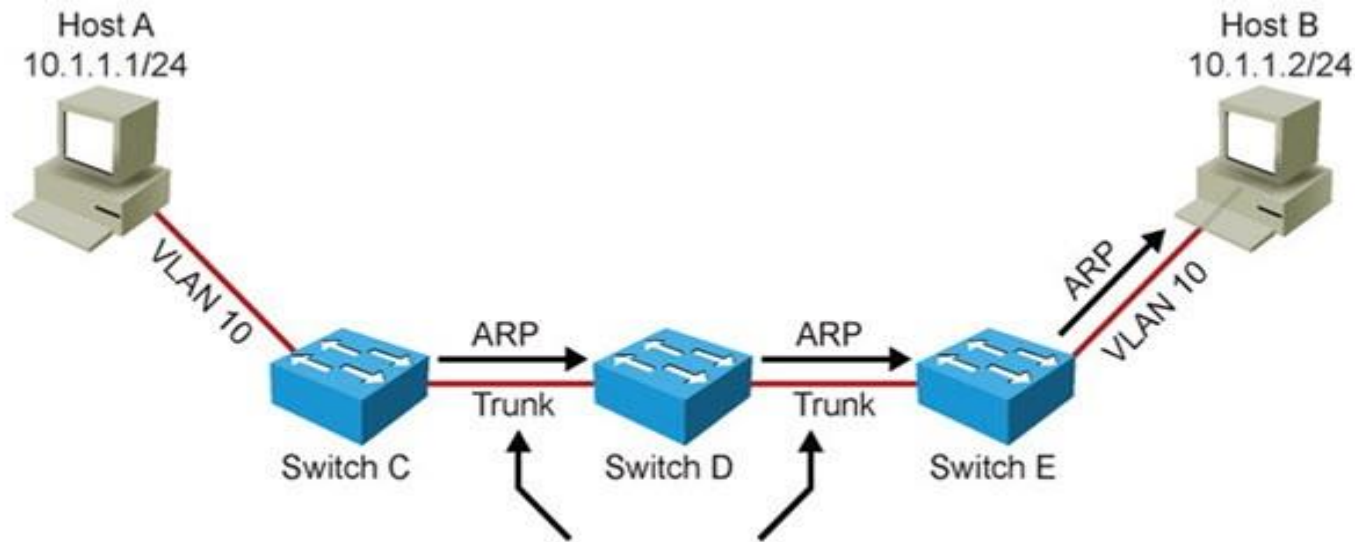 Host A
10.1.1.1/24
Host B
10.1.1.2/24
VLAN 10
ARP
Trunk
ARP
Trunk
ARP
VLAN 10
Switch C
Switch D
Switch E